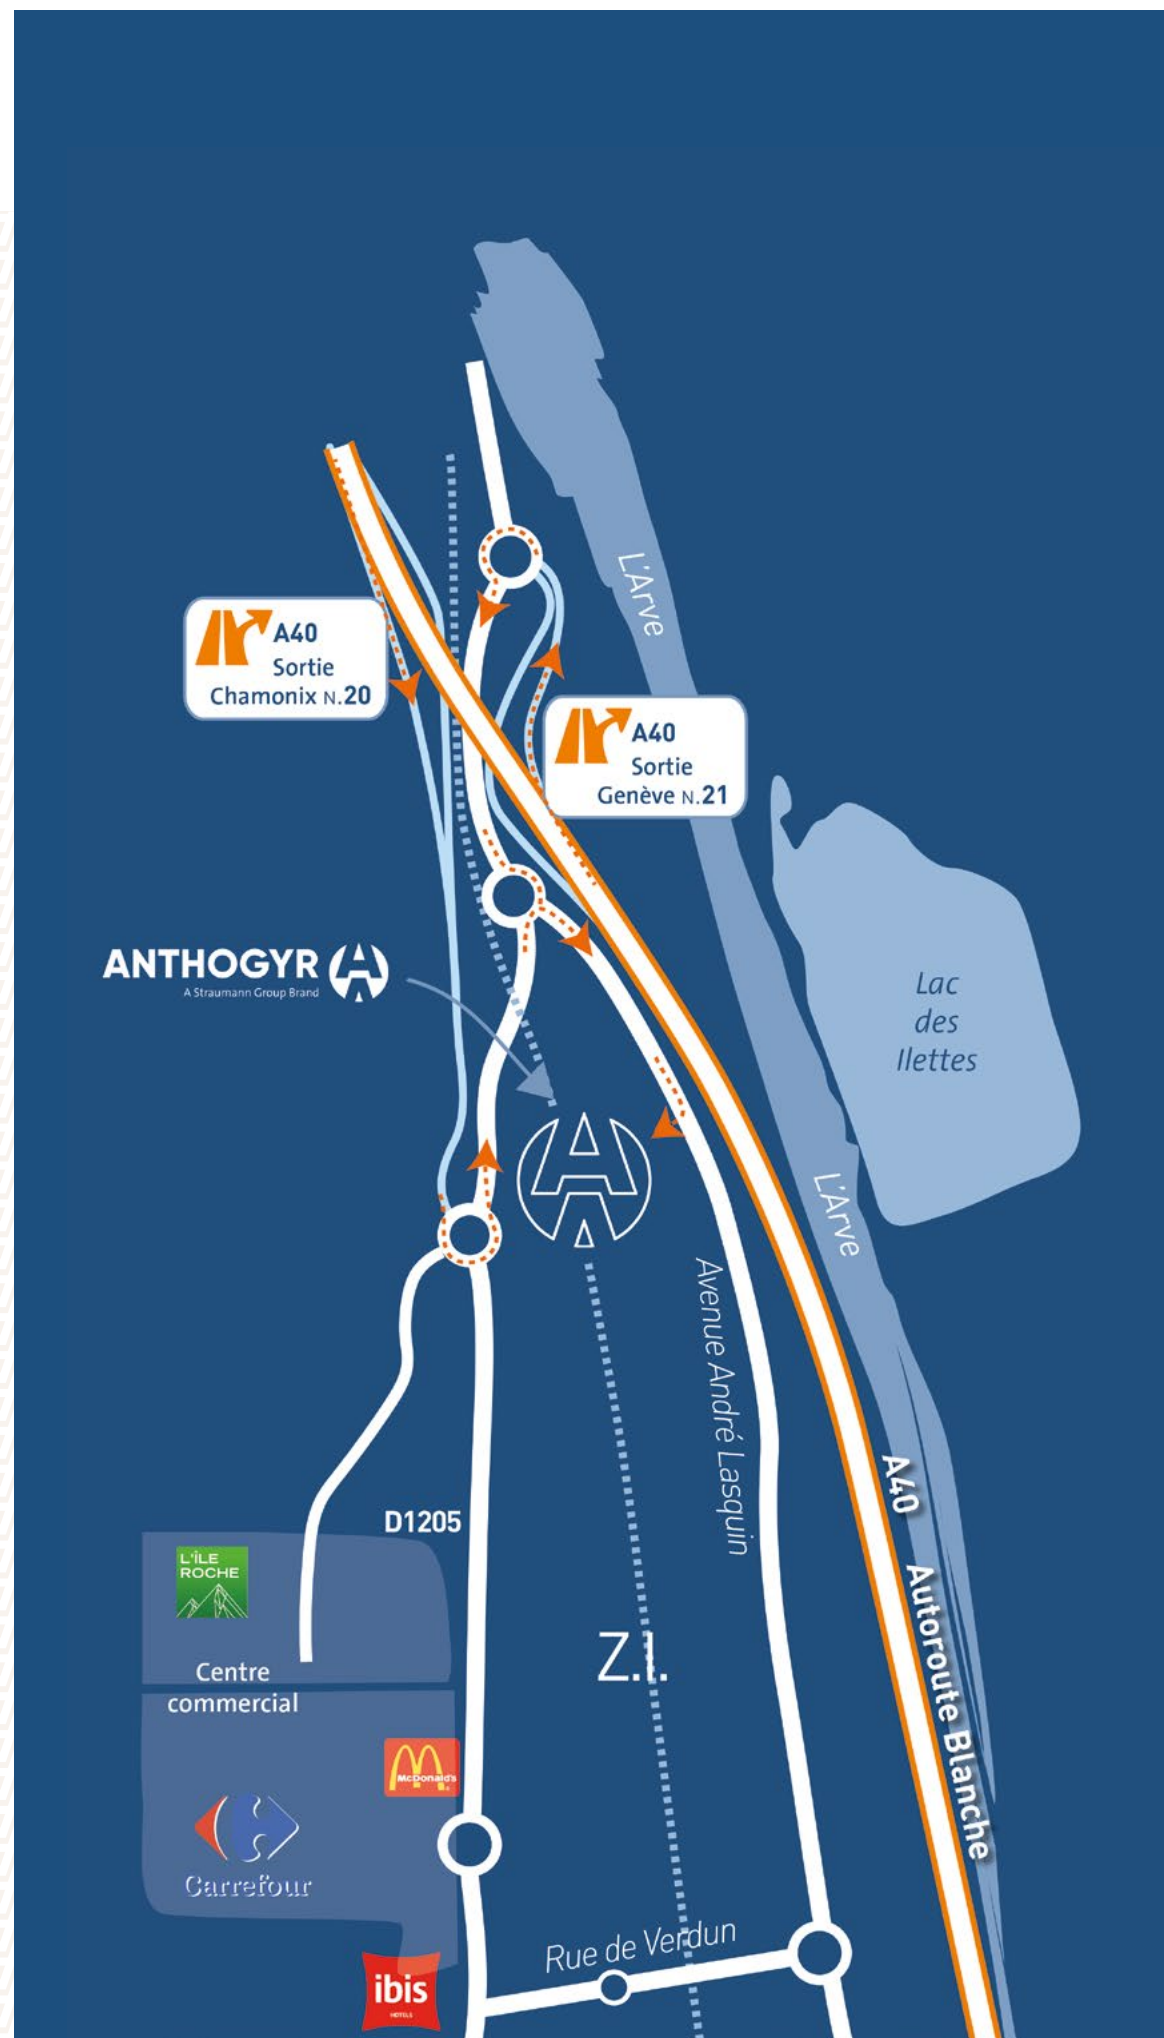 L'Arve
A40
Sortie
Chamonix N.20
A40
Sortie
Genève N.21
ANTHOGYR
A Straumann Group Brand
Lac
des
Ilettes
L'Arve
Avenue André Lasquin
A40 Autoroute Blanche
D1205
L'ÎLE
ROCHE
Centre
commercial
Z.I.
McDonald's
Carrefour
Rue de Verdun
ibis
HOTELS